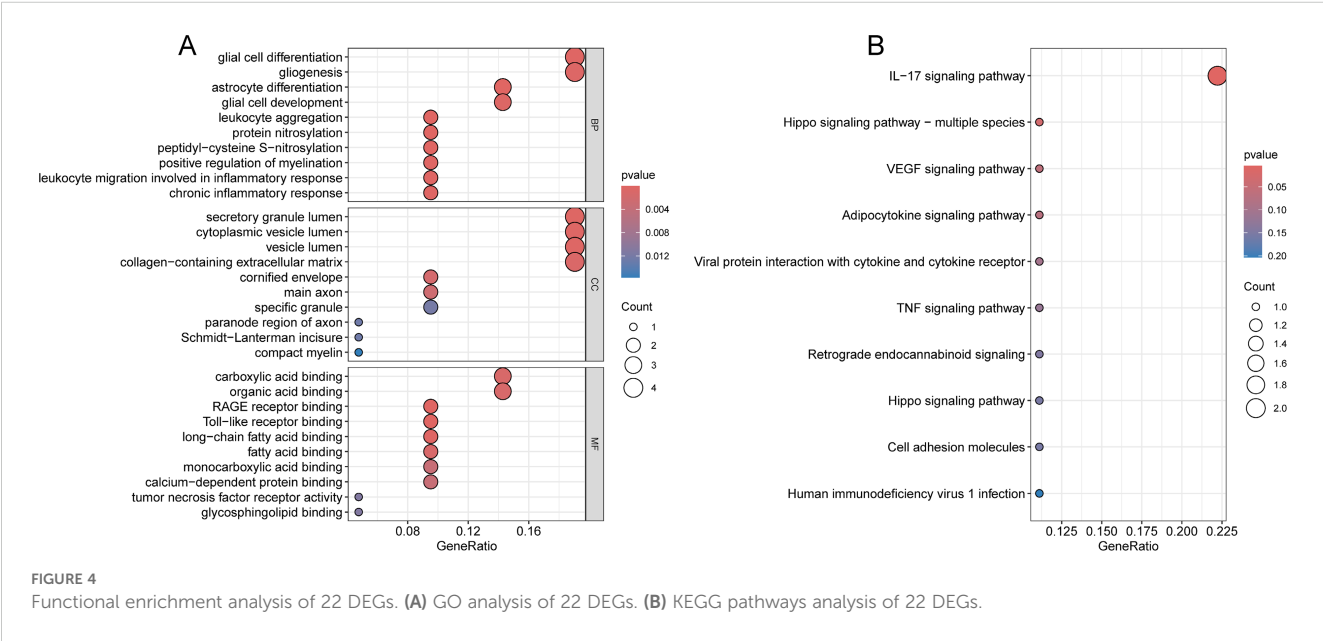 A
glial cell differentiation
gliogenesis
astrocyte differentiation
glial cell development
leukocyte aggregation
protein nitrosylation
peptidyl−cysteine S−nitrosylation
positive regulation of myelination
leukocyte migration involved in inflammatory response
chronic inflammatory response
BP
secretory granule lumen
cytoplasmic vesicle lumen
vesicle lumen
collagen−containing extracellular matrix
cornified envelope
main axon
specific granule
paranode region of axon
Schmidt−Lanterman incisure
compact myelin
CC
carboxylic acid binding
organic acid binding
RAGE receptor binding
Toll−like receptor binding
long−chain fatty acid binding
fatty acid binding
monocarboxylic acid binding
calcium−dependent protein binding
tumor necrosis factor receptor activity
glycosphingolipid binding
MF
0.08 0.12 0.16
GeneRatio
pvalue
0.004
0.008
0.012
Count
1
2
3
4
B
IL−17 signaling pathway
Hippo signaling pathway − multiple species
VEGF signaling pathway
Adipocytokine signaling pathway
Viral protein interaction with cytokine and cytokine receptor
TNF signaling pathway
Retrograde endocannabinoid signaling
Hippo signaling pathway
Cell adhesion molecules
Human immunodeficiency virus 1 infection
0.125 0.150 0.175 0.200 0.225
GeneRatio
pvalue
0.05
0.10
0.15
0.20
Count
1.0
1.2
1.4
1.6
1.8
2.0
FIGURE 4
Functional enrichment analysis of 22 DEGs. (A) GO analysis of 22 DEGs. (B) KEGG pathways analysis of 22 DEGs.